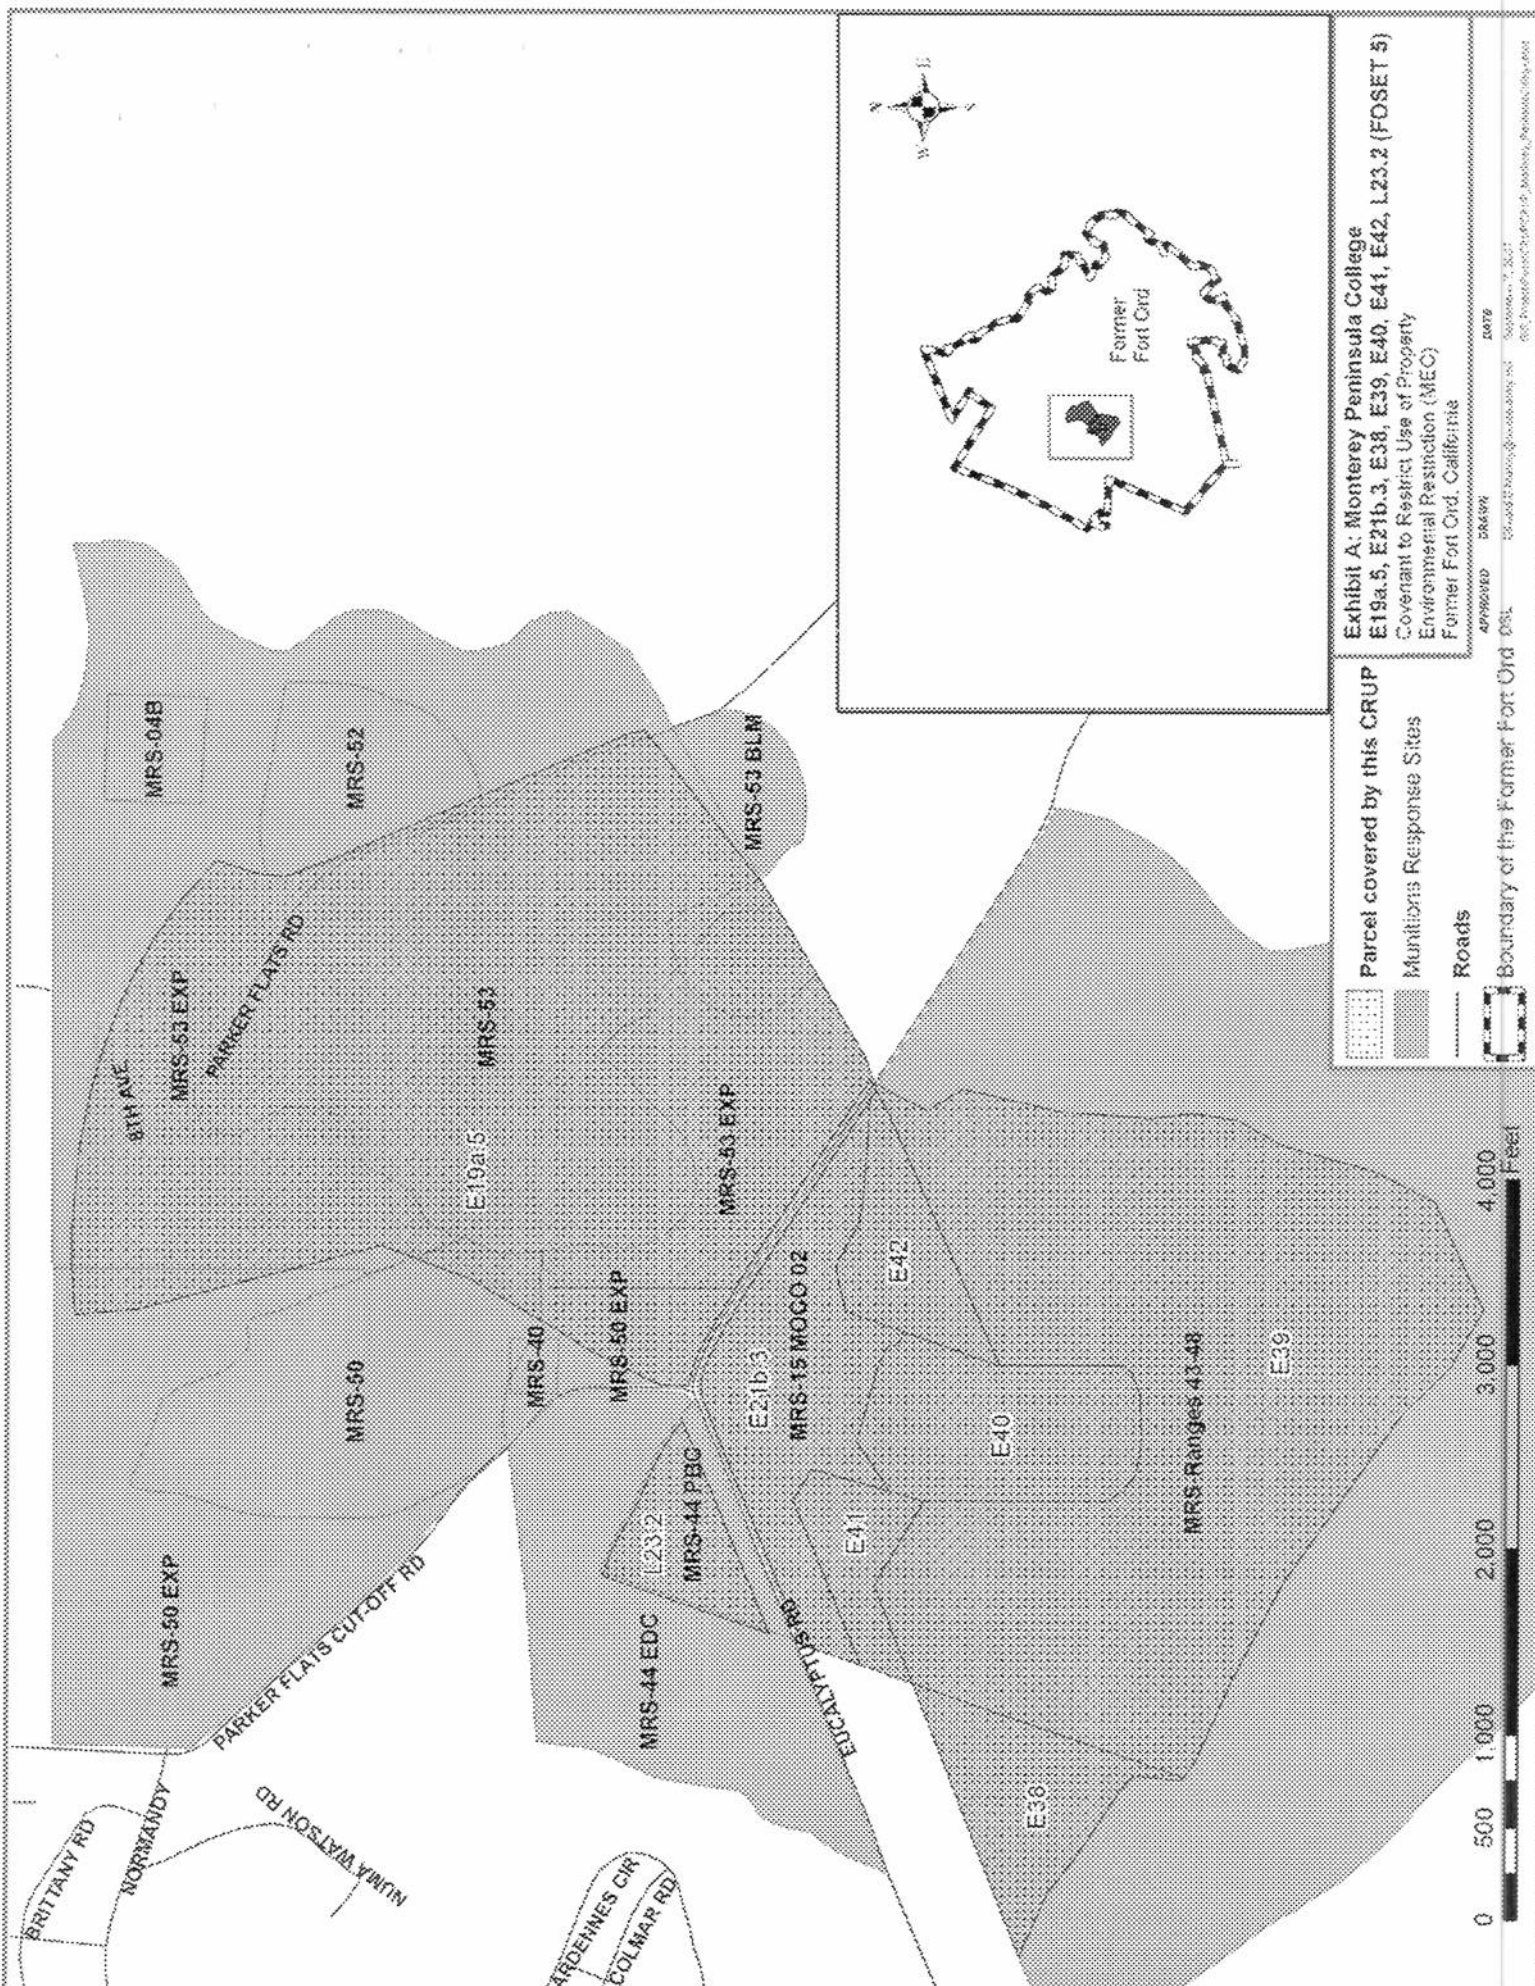 BRITTANY RD
NORMANDY
NUMA WATSON RD
COLMAR RD
PARKER FLATS CUT-OFF RD
EUCALYPTUS RD
8TH AVE
PARKER FLATS RD
MRS-50 EXP
MRS-50
MRS-53 EXP
MRS-04B
MRS-52
MRS-53
E19a.5
MRS-40
MRS-50 EXP
MRS-53 EXP
MRS-53 BLM
MRS-44 EDC
L23.2
MRS-44 PBC
E21b.3
MRS-15 MOCO 02
E41
E42
E40
E38
MRS-Ranges 43-48
E39
Former
Fort Ord
W
0 500 1,000 2,000 3,000 4,000
Feet
Parcel covered by this CRUP
Munitions Response Sites
Roads
Boundary of the Former Fort Ord
Exhibit A: Monterey Peninsula College
E19a.5, E21b.3, E38, E39, E40, E41, E42, L23.2 (FOSET 5)
Covenant to Restrict Use of Property
Environmental Restriction (MEC)
Former Fort Ord, California
APPROVED DRAWN DATE